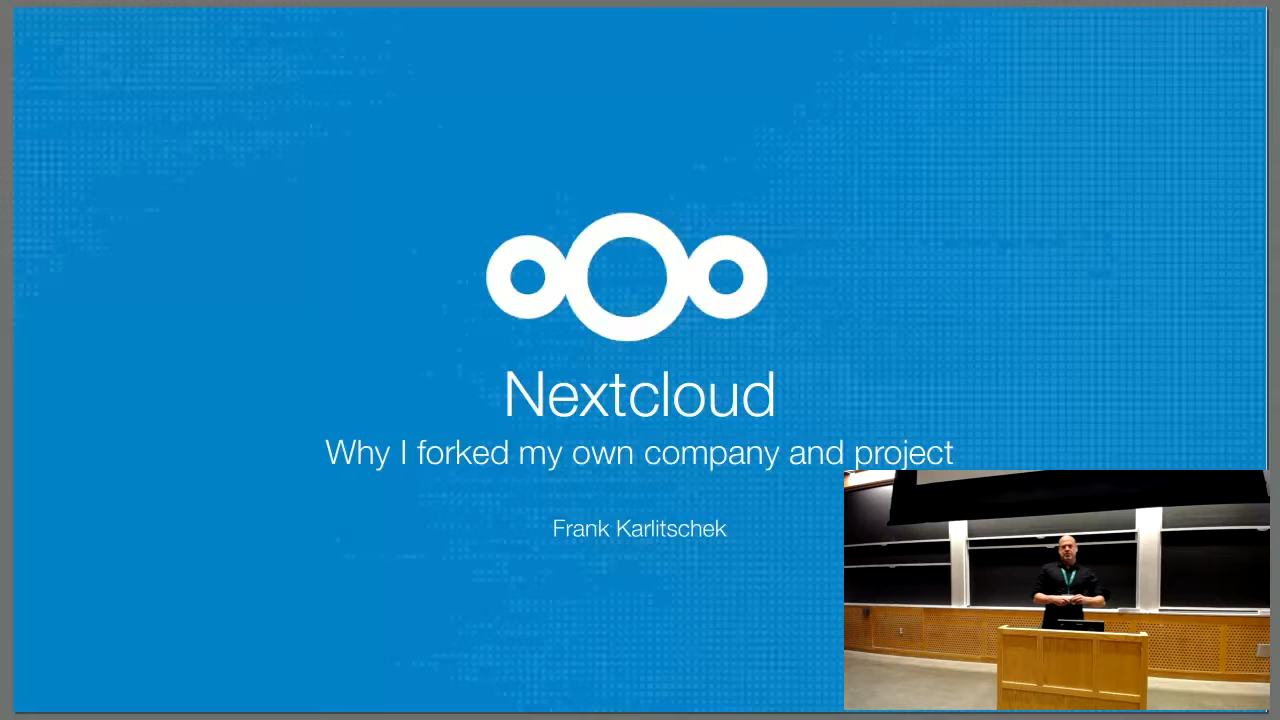 Nextcloud
Why I forked my own company and project
Frank Karlitschek